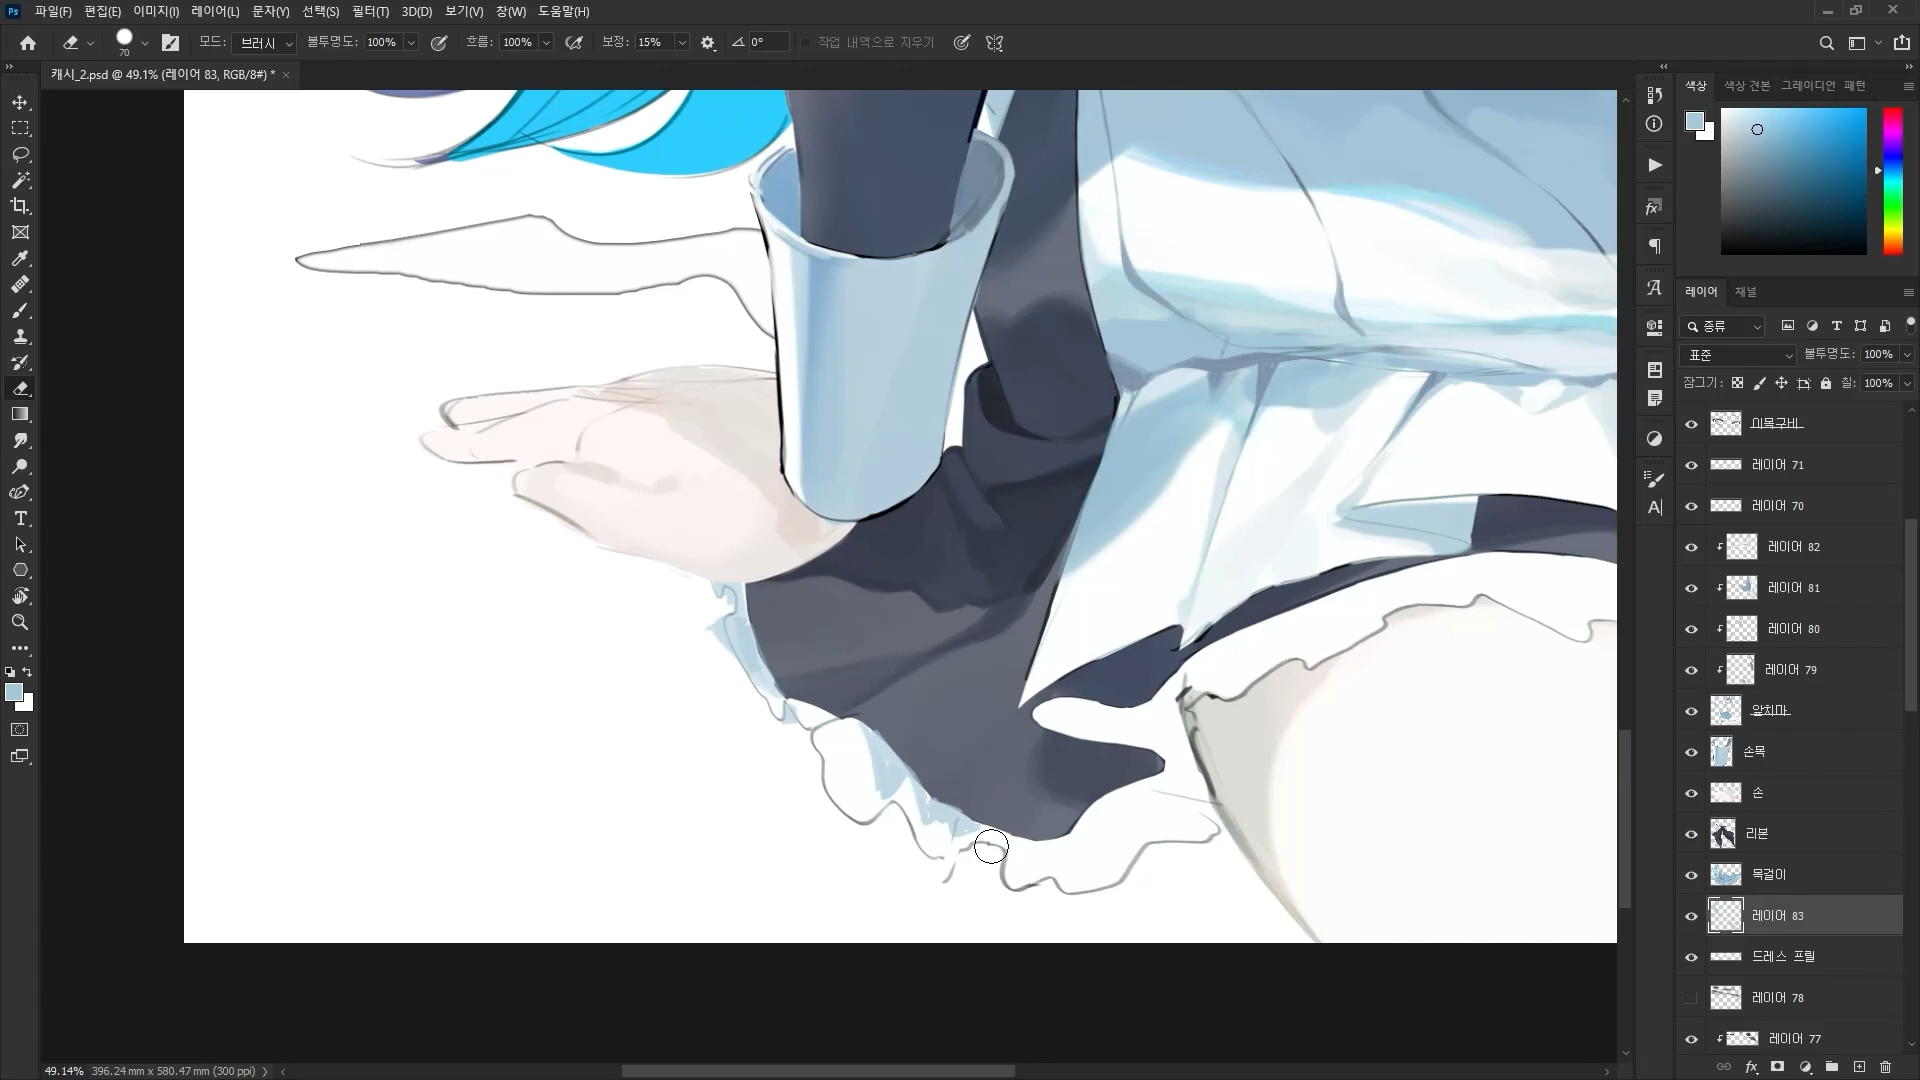 Ps 파일(F) 편집(E) 이미지(I) 레이어(L) 문자(Y) 선택(S) 필터(T) 3D(D) 보기(V) 창(W) 도움말(H)
70 모드: 브러시 불투명도: 100% 흐름: 100% 보정: 15% 0° 작업 내역으로 지우기
캐시_2.psd @ 49.1% (레이어 83, RGB/8#) *
색상 색상 견본 그레이디언 패턴
레이어 채널
종류
표준 불투명도: 100%
잠그기: 칠: 100%
이목구비
레이어 71
레이어 70
레이어 82
레이어 81
레이어 80
레이어 79
앞치마
손목
손
리본
목걸이
레이어 83
드레스 프릴
레이어 78
레이어 77
49.14% 396.24 mm x 580.47 mm (300 ppi)